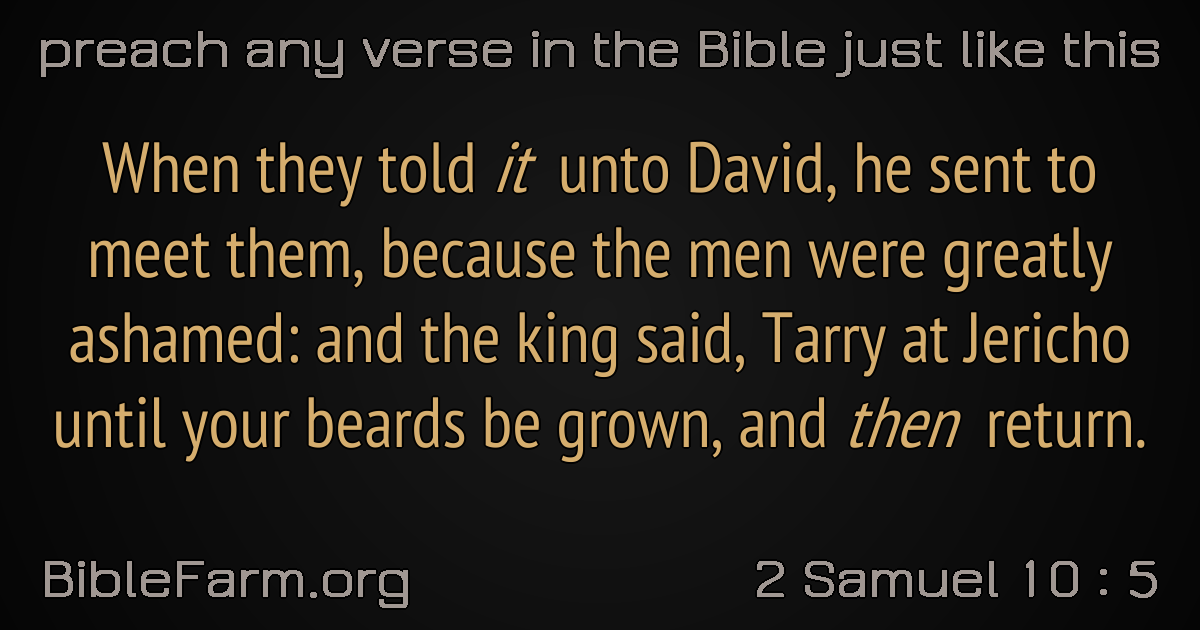 preach any verse in the Bible just like this
When they told it unto David, he sent to
meet them, because the men were greatly
ashamed: and the king said, Tarry at Jericho
until your beards be grown, and then return.
BibleFarm.org
2 Samuel 10 : 5